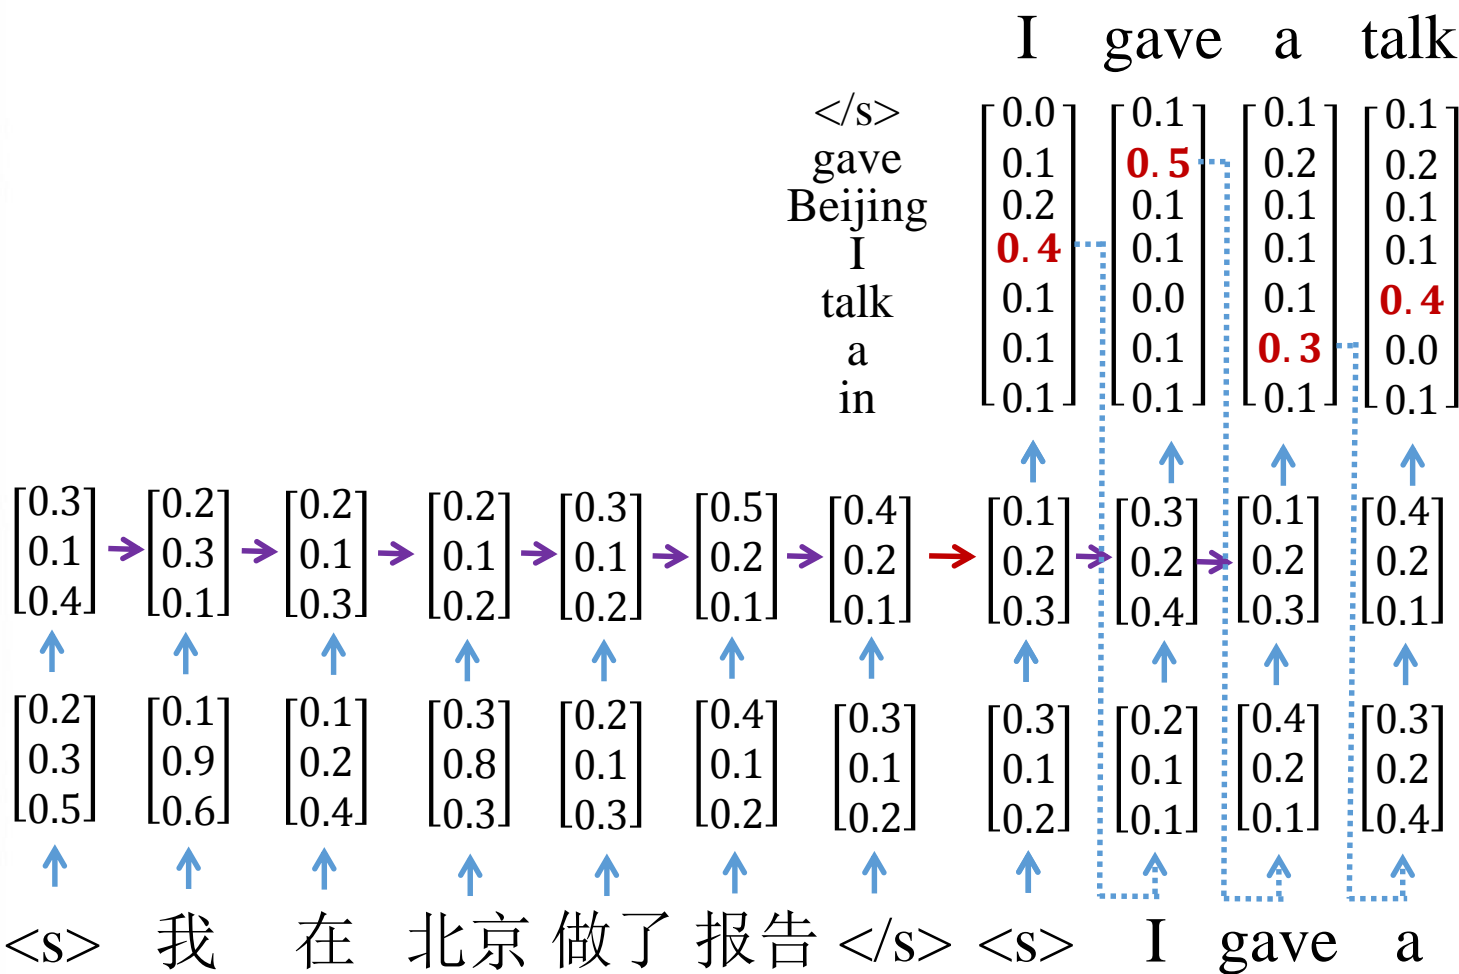 I gave a talk
</s> 0.0 0.1 0.1 0.1
gave 0.1 0.5 0.2 0.2
Beijing 0.2 0.1 0.1 0.1
I 0.4 0.1 0.1 0.1
talk 0.1 0.0 0.1 0.4
a 0.1 0.1 0.3 0.0
in 0.1 0.1 0.1 0.1
0.3 0.2 0.2 0.2 0.3 0.5 0.4 0.1 0.3 0.1 0.4
0.1 0.3 0.1 0.1 0.1 0.2 0.2 0.2 0.2 0.2 0.2
0.4 0.1 0.3 0.2 0.2 0.1 0.1 0.3 0.4 0.3 0.1
0.2 0.1 0.1 0.3 0.2 0.4 0.3 0.3 0.2 0.4 0.3
0.3 0.9 0.2 0.8 0.1 0.1 0.1 0.1 0.1 0.2 0.2
0.5 0.6 0.4 0.3 0.3 0.2 0.2 0.2 0.1 0.1 0.4
<s> 我 在 北京 做了 报告 </s> <s> I gave a